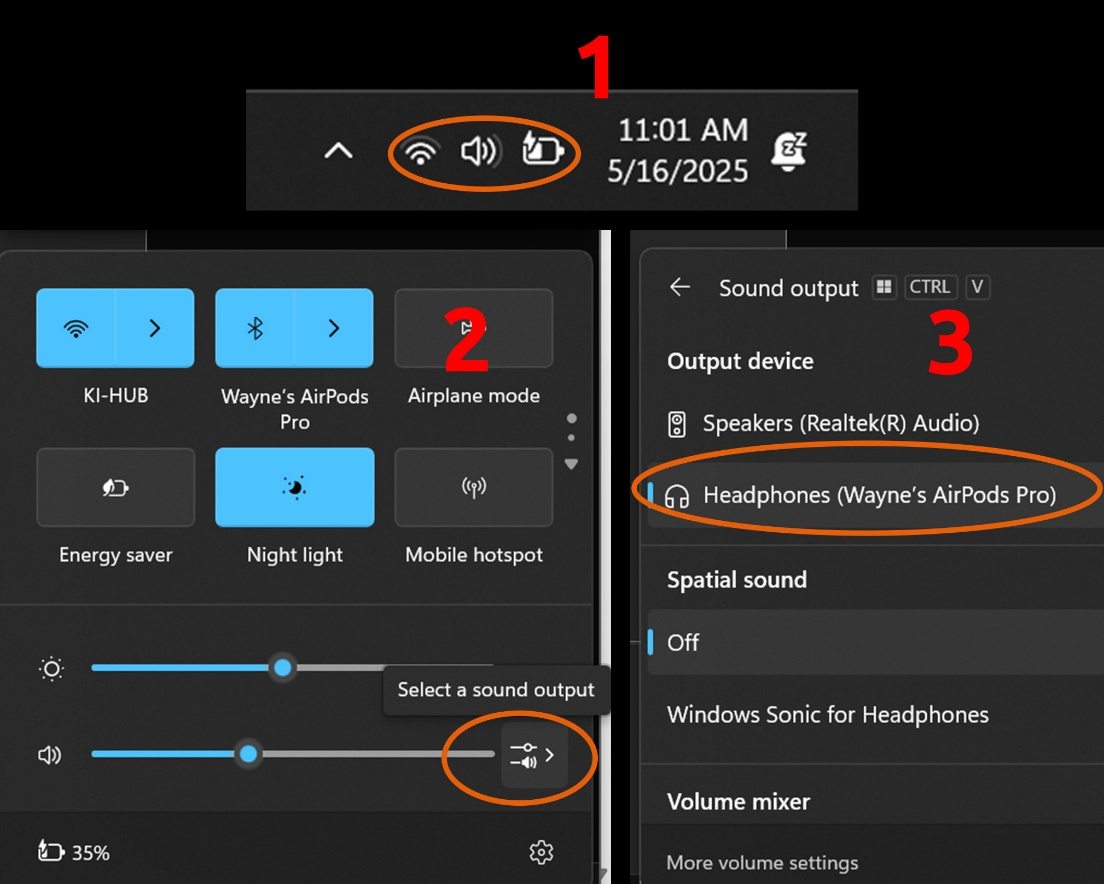 1
11:01 AM
5/16/2025
2
KI-HUB
Wayne’s AirPods
Pro
Airplane mode
Energy saver
Night light
Mobile hotspot
Select a sound output
35%
3
Sound output CTRL V
Output device
Speakers (Realtek(R) Audio)
Headphones (Wayne’s AirPods Pro)
Spatial sound
Off
Windows Sonic for Headphones
Volume mixer
More volume settings